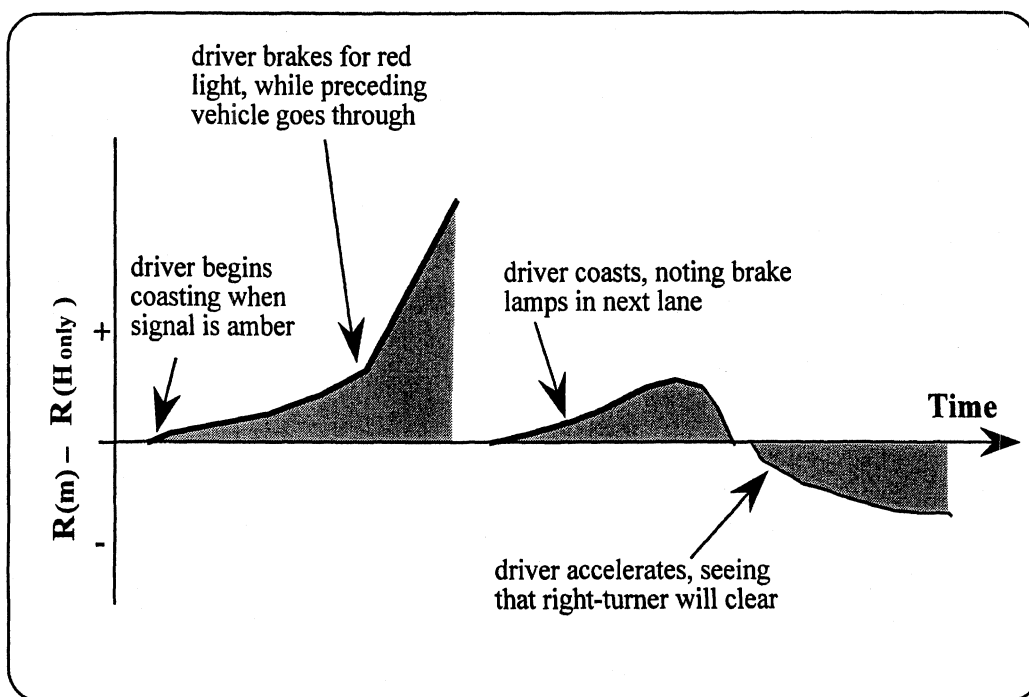 driver brakes for red
light, while preceding
vehicle goes through
driver begins
coasting when
signal is amber
driver coasts, noting brake
lamps in next lane
+
R(m) – R(H only)
-
Time
driver accelerates, seeing
that right-turner will clear